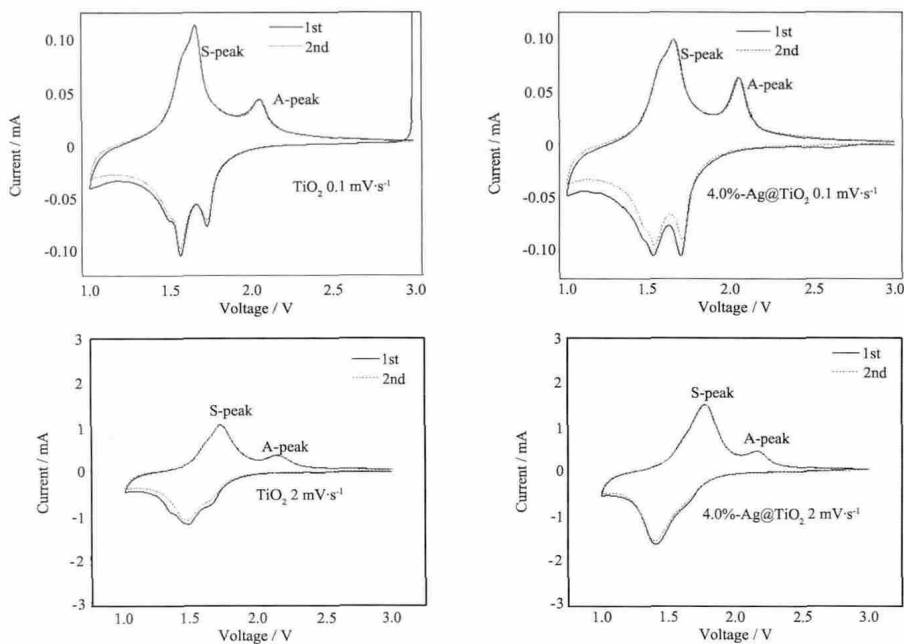 0.10
0.05
0
-0.05
-0.10
Current / mA
1st
2nd
S-peak
A-peak
TiO₂ 0.1 mV·s⁻¹
1.0
1.5
2.0
2.5
3.0
Voltage / V
0.10
0.05
0
-0.05
-0.10
Current / mA
1st
2nd
S-peak
A-peak
4.0%-Ag@TiO₂ 0.1 mV·s⁻¹
1.0
1.5
2.0
2.5
3.0
Voltage / V
3
2
1
0
-1
-2
-3
Current / mA
1st
2nd
S-peak
A-peak
TiO₂ 2 mV·s⁻¹
1.0
1.5
2.0
2.5
3.0
Voltage / V
3
2
1
0
-1
-2
-3
Current / mA
1st
2nd
S-peak
A-peak
4.0%-Ag@TiO₂ 2 mV·s⁻¹
1.0
1.5
2.0
2.5
3.0
Voltage / V